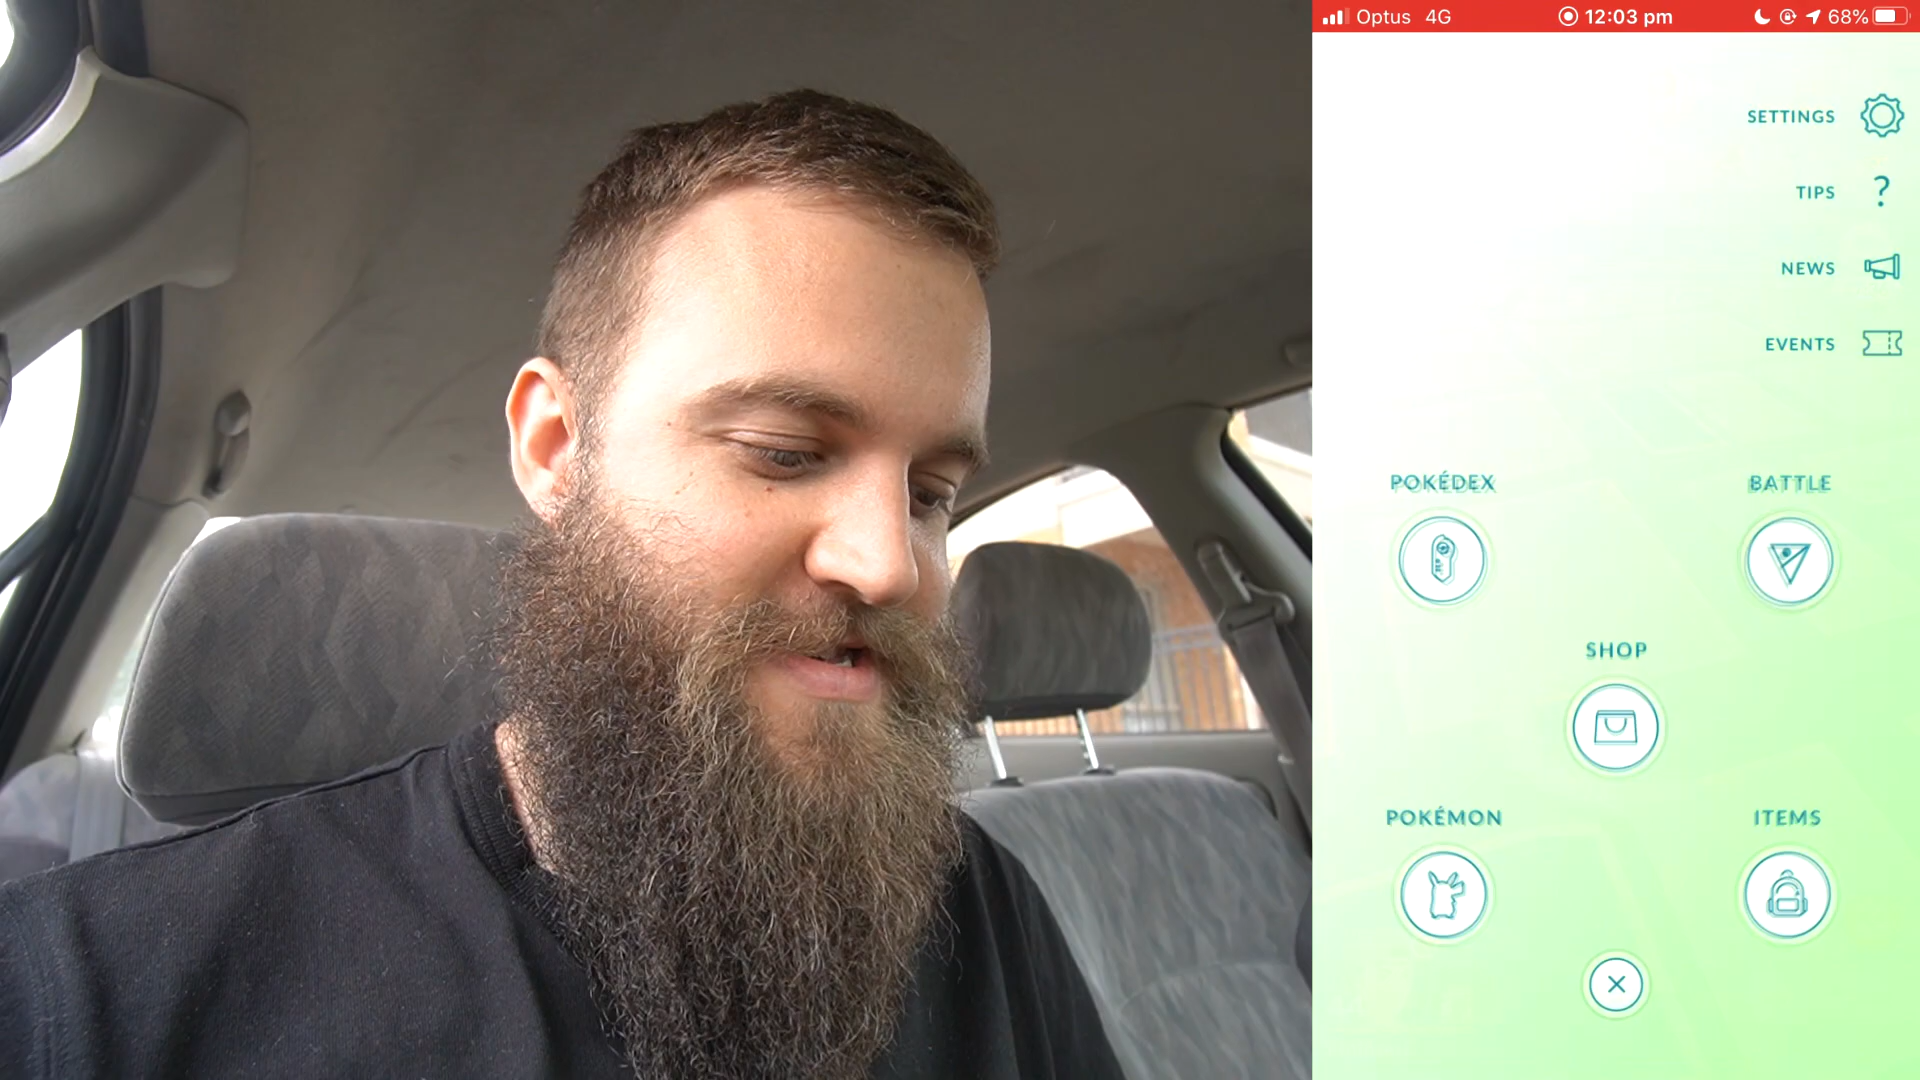 Optus 4G 12:03 pm 68%
SETTINGS
TIPS ?
NEWS
EVENTS
POKÉDEX BATTLE
SHOP
POKÉMON ITEMS